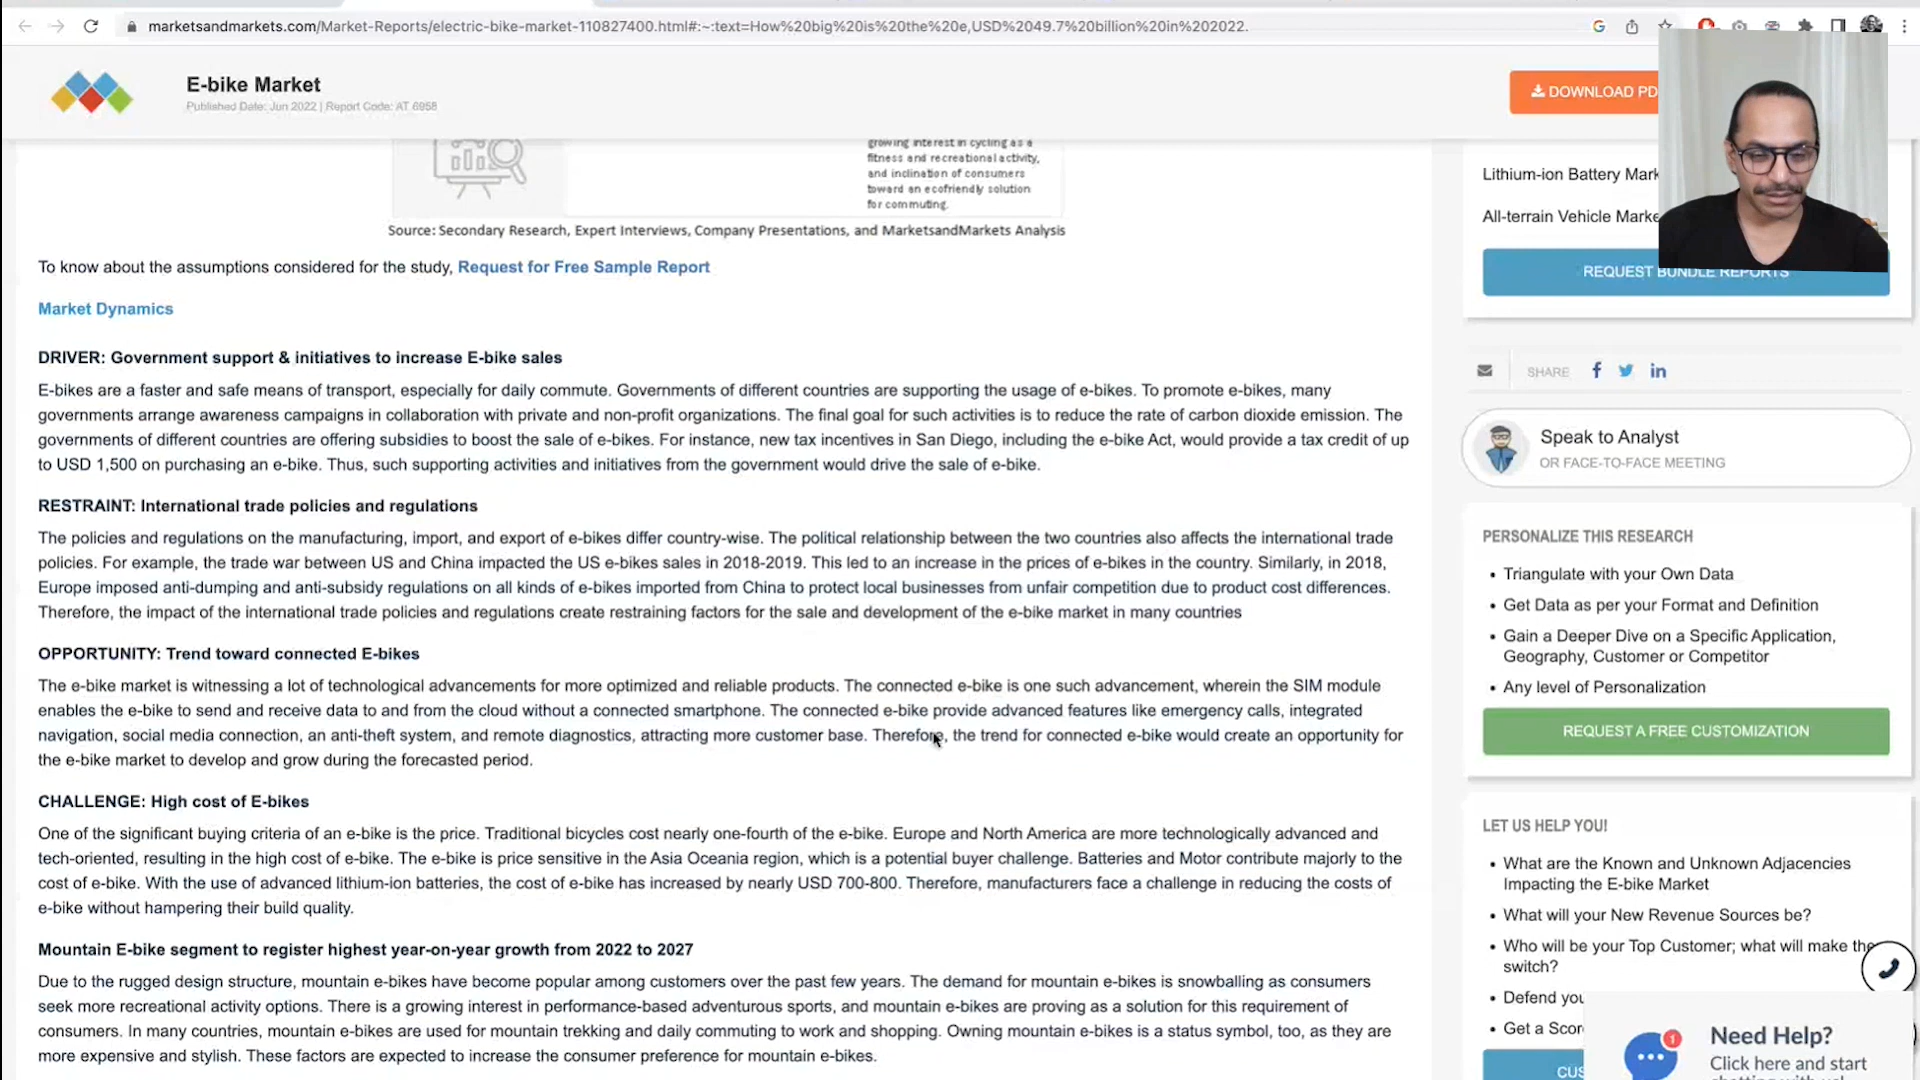 marketsandmarkets.com/Market-Reports/electric-bike-market-110827400.html#:~:text=How%20big%20is%20the%20e,USD%2049.7%20billion%20in%202022.
E-bike Market
Published Date: Jun 2022 | Report Code: AT 6958
DOWNLOAD PD
growing interest in cycling as a
fitness and recreational activity,
and inclination of consumers
toward an ecofriendly solution
for commuting.
Source: Secondary Research, Expert Interviews, Company Presentations, and MarketsandMarkets Analysis
To know about the assumptions considered for the study, Request for Free Sample Report
Market Dynamics
DRIVER: Government support & initiatives to increase E-bike sales
E-bikes are a faster and safe means of transport, especially for daily commute. Governments of different countries are supporting the usage of e-bikes. To promote e-bikes, many
governments arrange awareness campaigns in collaboration with private and non-profit organizations. The final goal for such activities is to reduce the rate of carbon dioxide emission. The
governments of different countries are offering subsidies to boost the sale of e-bikes. For instance, new tax incentives in San Diego, including the e-bike Act, would provide a tax credit of up
to USD 1,500 on purchasing an e-bike. Thus, such supporting activities and initiatives from the government would drive the sale of e-bike.
RESTRAINT: International trade policies and regulations
The policies and regulations on the manufacturing, import, and export of e-bikes differ country-wise. The political relationship between the two countries also affects the international trade
policies. For example, the trade war between US and China impacted the US e-bikes sales in 2018-2019. This led to an increase in the prices of e-bikes in the country. Similarly, in 2018,
Europe imposed anti-dumping and anti-subsidy regulations on all kinds of e-bikes imported from China to protect local businesses from unfair competition due to product cost differences.
Therefore, the impact of the international trade policies and regulations create restraining factors for the sale and development of the e-bike market in many countries
OPPORTUNITY: Trend toward connected E-bikes
The e-bike market is witnessing a lot of technological advancements for more optimized and reliable products. The connected e-bike is one such advancement, wherein the SIM module
enables the e-bike to send and receive data to and from the cloud without a connected smartphone. The connected e-bike provide advanced features like emergency calls, integrated
navigation, social media connection, an anti-theft system, and remote diagnostics, attracting more customer base. Therefore, the trend for connected e-bike would create an opportunity for
the e-bike market to develop and grow during the forecasted period.
CHALLENGE: High cost of E-bikes
One of the significant buying criteria of an e-bike is the price. Traditional bicycles cost nearly one-fourth of the e-bike. Europe and North America are more technologically advanced and
tech-oriented, resulting in the high cost of e-bike. The e-bike is price sensitive in the Asia Oceania region, which is a potential buyer challenge. Batteries and Motor contribute majorly to the
cost of e-bike. With the use of advanced lithium-ion batteries, the cost of e-bike has increased by nearly USD 700-800. Therefore, manufacturers face a challenge in reducing the costs of
e-bike without hampering their build quality.
Mountain E-bike segment to register highest year-on-year growth from 2022 to 2027
Due to the rugged design structure, mountain e-bikes have become popular among customers over the past few years. The demand for mountain e-bikes is snowballing as consumers
seek more recreational activity options. There is a growing interest in performance-based adventurous sports, and mountain e-bikes are proving as a solution for this requirement of
consumers. In many countries, mountain e-bikes are used for mountain trekking and daily commuting to work and shopping. Owning mountain e-bikes is a status symbol, too, as they are
more expensive and stylish. These factors are expected to increase the consumer preference for mountain e-bikes.
Lithium-ion Battery Mark
All-terrain Vehicle Marke
REQUEST BUNDLE REPORTS
SHARE
Speak to Analyst
OR FACE-TO-FACE MEETING
PERSONALIZE THIS RESEARCH
Triangulate with your Own Data
Get Data as per your Format and Definition
Gain a Deeper Dive on a Specific Application,
Geography, Customer or Competitor
Any level of Personalization
REQUEST A FREE CUSTOMIZATION
LET US HELP YOU!
What are the Known and Unknown Adjacencies
Impacting the E-bike Market
What will your New Revenue Sources be?
Who will be your Top Customer; what will make the
switch?
Defend you
Get a Scor
CUS
1
Need Help?
Click here and start